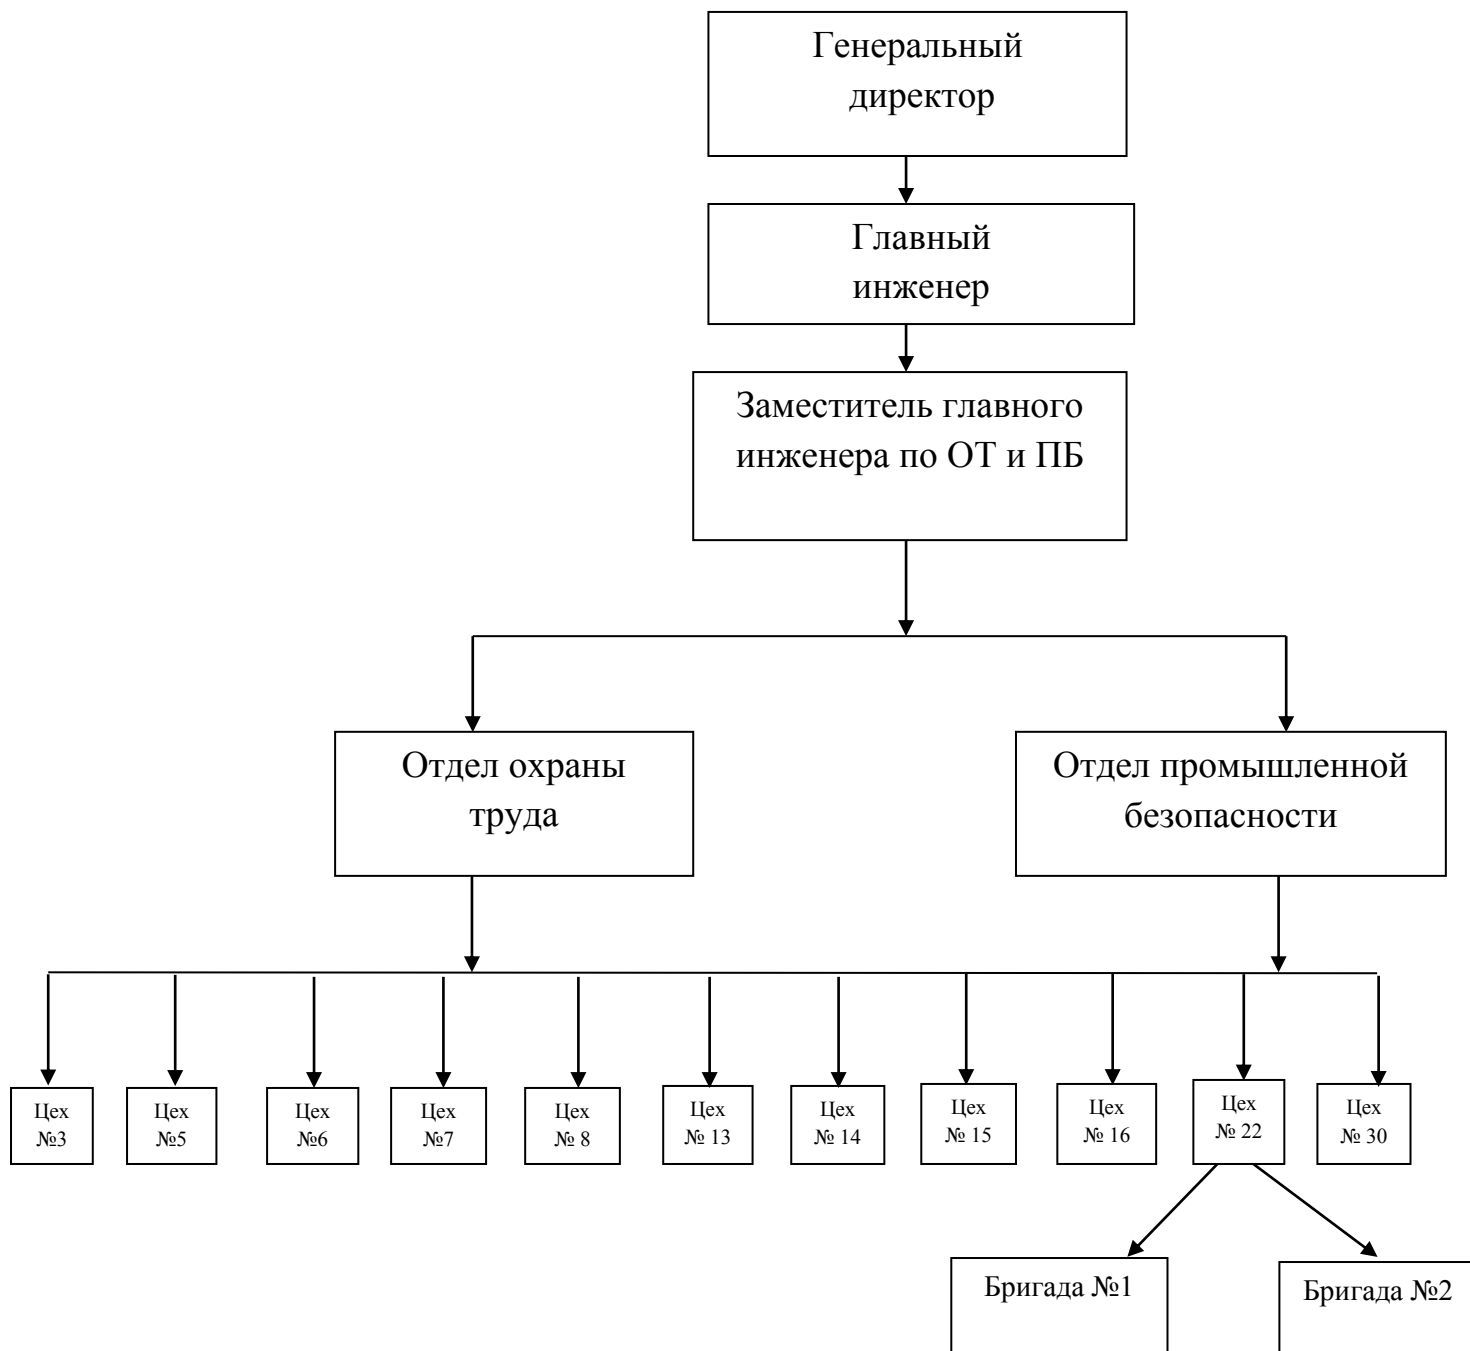 Генеральный
директор
Главный
инженер
Заместитель главного
инженера по ОТ и ПБ
Отдел охраны
труда
Отдел промышленной
безопасности
Цех
№3
Цех
№5
Цех
№6
Цех
№7
Цех
№ 8
Цех
№ 13
Цех
№ 14
Цех
№ 15
Цех
№ 16
Цех
№ 22
Цех
№ 30
Бригада №1
Бригада №2